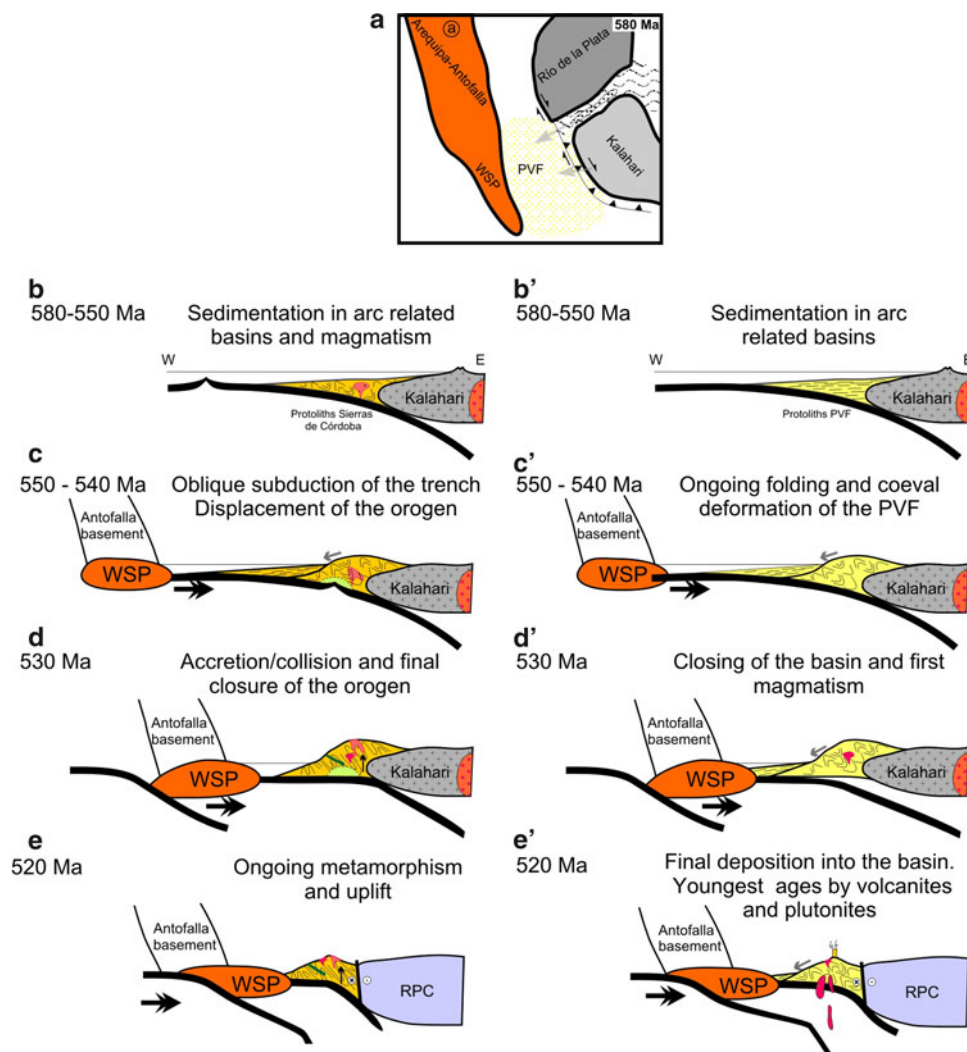 a
580 Ma
a
Arequipa-Antofalla
WSP
Río de la Plata
Kalahari
PVF
b
580-550 Ma
Sedimentation in arc related
basins and magmatism
W
E
Kalahari
Protoliths Sierras
de Córdoba
b'
580-550 Ma
Sedimentation in arc
related basins
W
E
Kalahari
Protoliths PVF
c
550 - 540 Ma
Oblique subduction of the trench
Displacement of the orogen
Antofalla
basement
WSP
Kalahari
c'
550 - 540 Ma
Ongoing folding and coeval
deformation of the PVF
Antofalla
basement
WSP
Kalahari
d
530 Ma
Accretion/collision and final
closure of the orogen
Antofalla
basement
WSP
Kalahari
d'
530 Ma
Closing of the basin and first
magmatism
Antofalla
basement
WSP
Kalahari
e
520 Ma
Ongoing metamorphism
and uplift
Antofalla
basement
WSP
RPC
e'
520 Ma
Final deposition into the basin.
Youngest ages by volcanites
and plutonites
Antofalla
basement
WSP
RPC